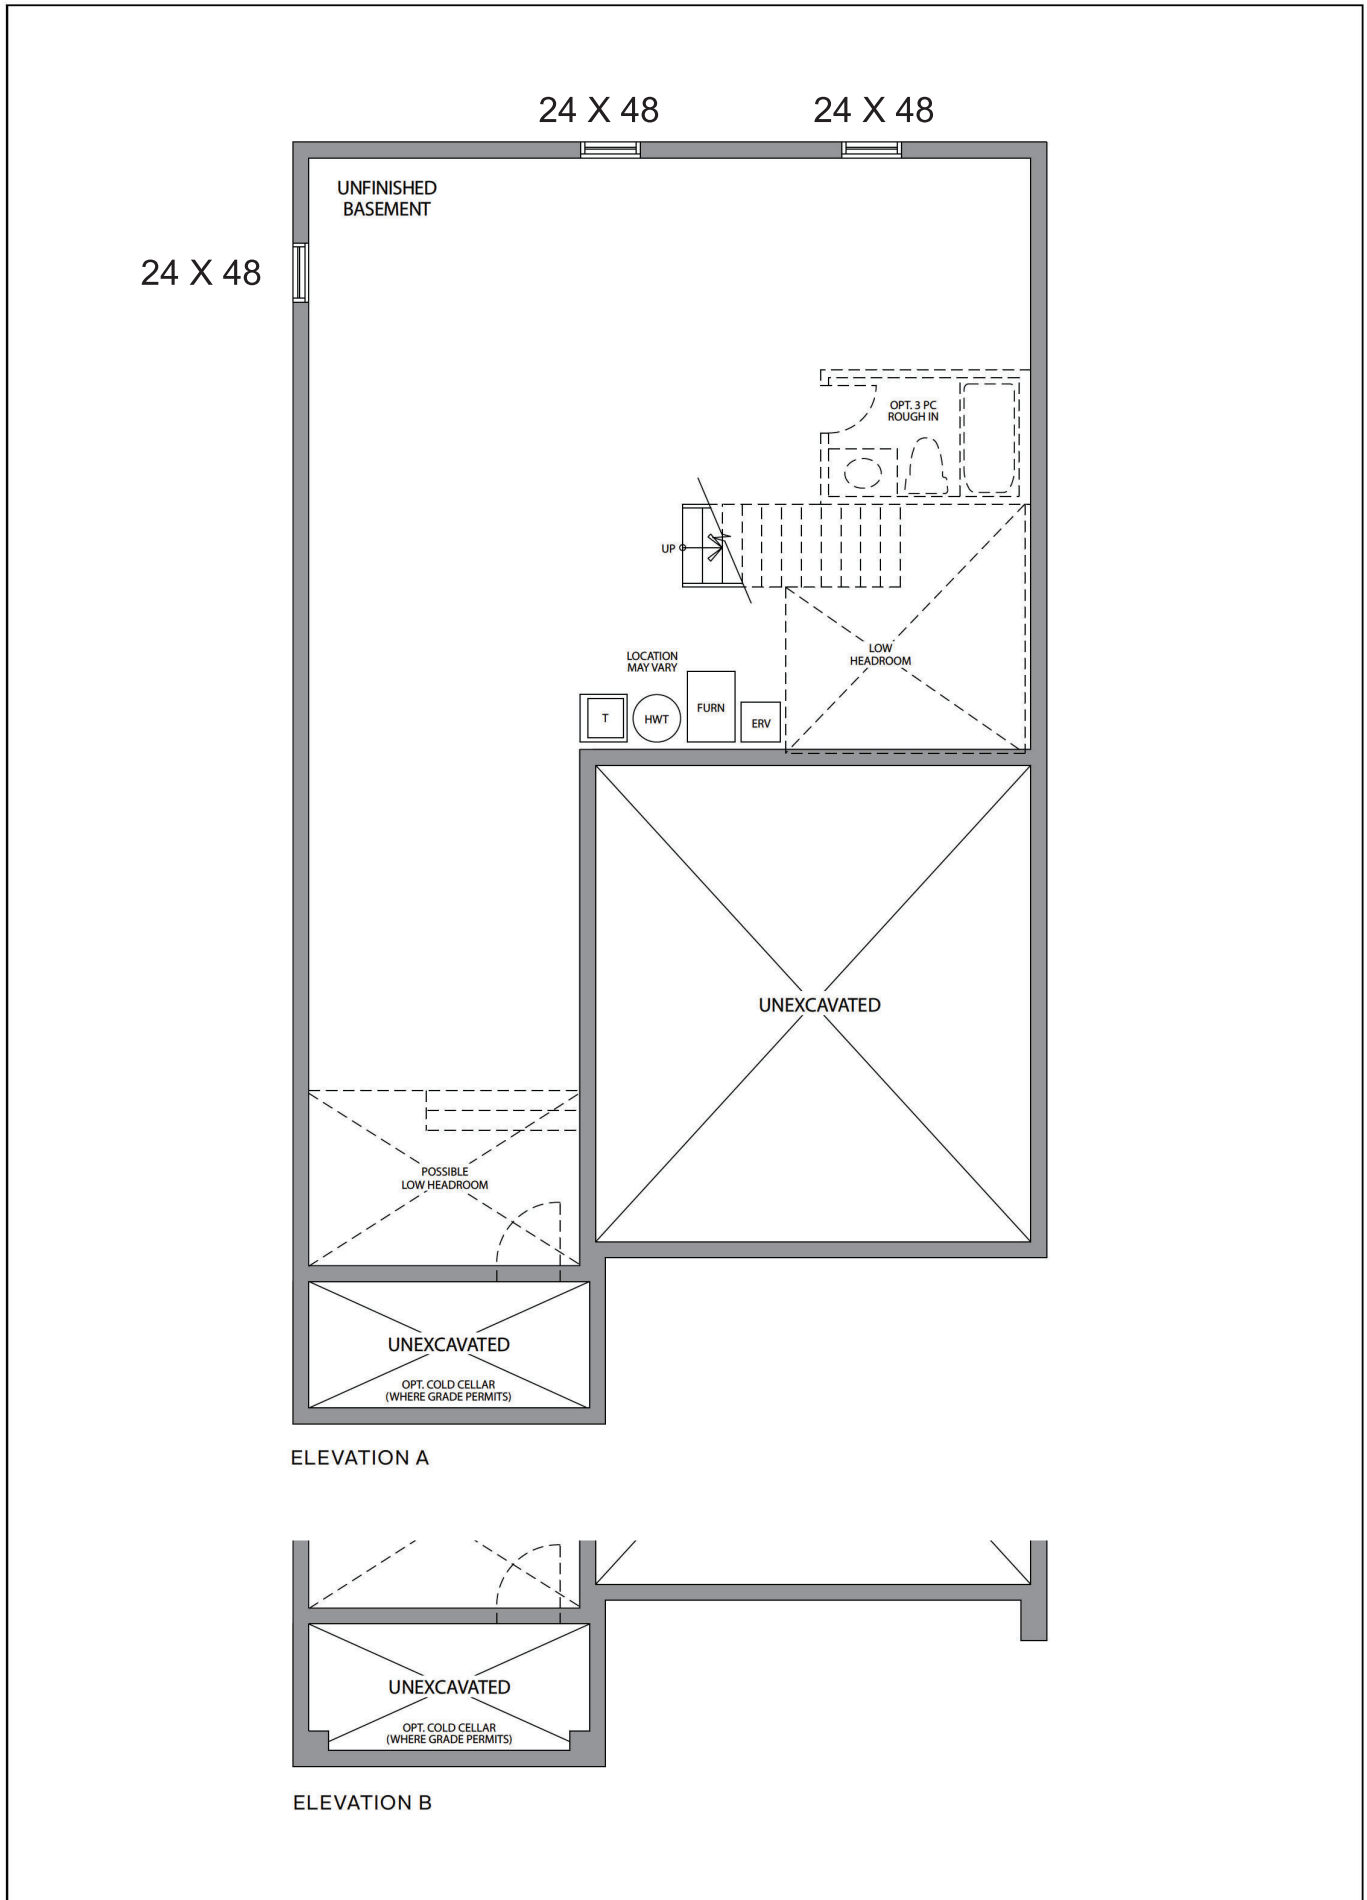 24 X 48
24 X 48
UNFINISHED
BASEMENT
24 X 48
OPT. 3 PC
ROUGH IN
UP
LOW
HEADROOM
LOCATION
MAY VARY
T
HWT
FURN
ERV
UNEXCAVATED
POSSIBLE
LOW HEADROOM
UNEXCAVATED
OPT. COLD CELLAR
(WHERE GRADE PERMITS)
ELEVATION A
UNEXCAVATED
OPT. COLD CELLAR
(WHERE GRADE PERMITS)
ELEVATION B